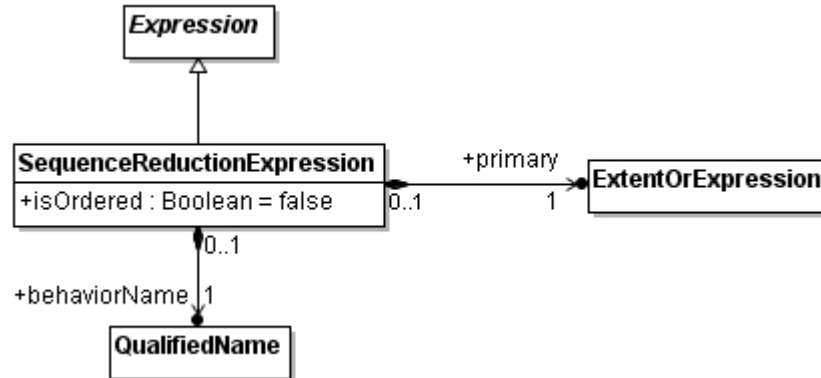 Expression
SequenceReductionExpression
+isOrdered : Boolean = false
+primary
0..1
1
ExtentOrExpression
0..1
+behaviorName
1
QualifiedName